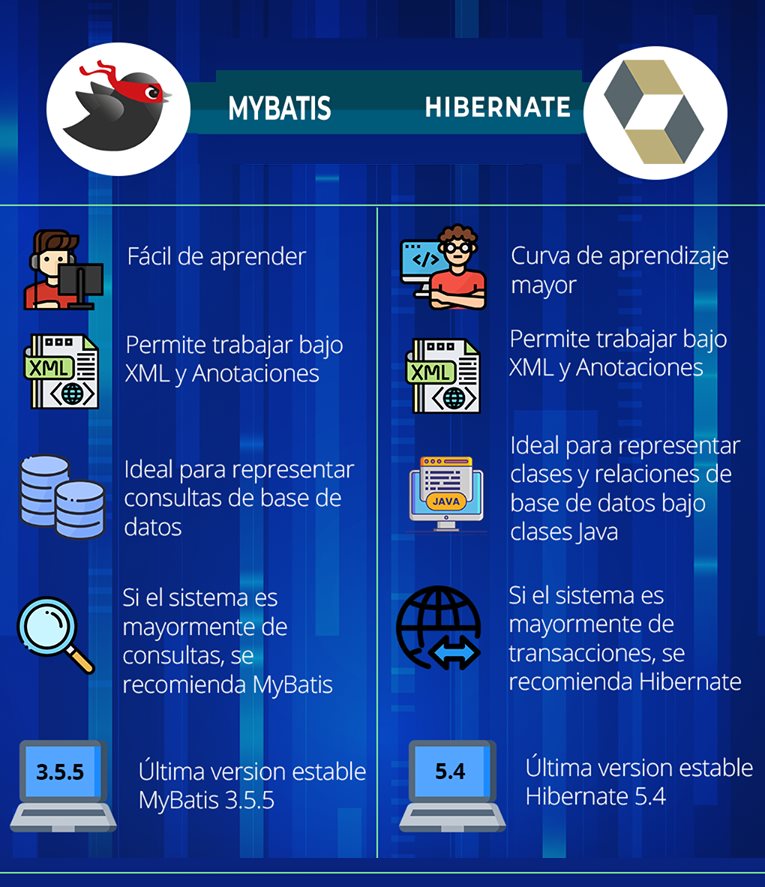 MYBATIS
HIBERNATE
Fácil de aprender
Curva de aprendizaje
mayor
XML
Permite trabajar bajo
XML y Anotaciones
XML
Permite trabajar bajo
XML y Anotaciones
Ideal para representar
consultas de base de
datos
JAVA
Ideal para representar
clases y relaciones de
base de datos bajo
clases Java
Si el sistema es
mayormente de
consultas, se
recomienda MyBatis
Si el sistema es
mayormente de
transacciones, se
recomienda Hibernate
3.5.5
Última version estable
MyBatis 3.5.5
5.4
Última version estable
Hibernate 5.4